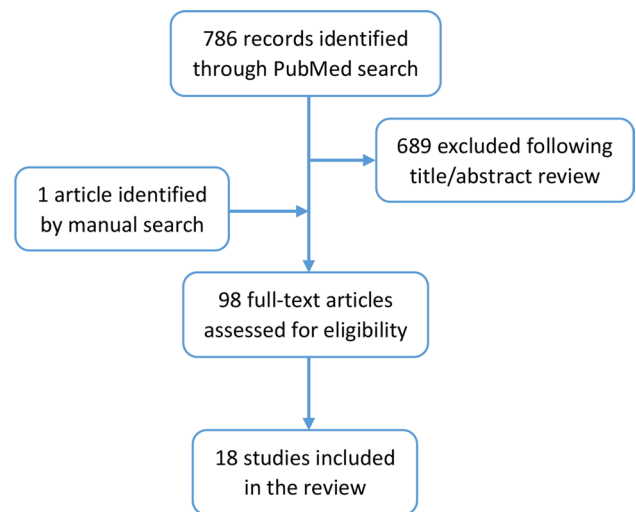 786 records identified
through PubMed search
689 excluded following
title/abstract review
1 article identified
by manual search
98 full-text articles
assessed for eligibility
18 studies included
in the review